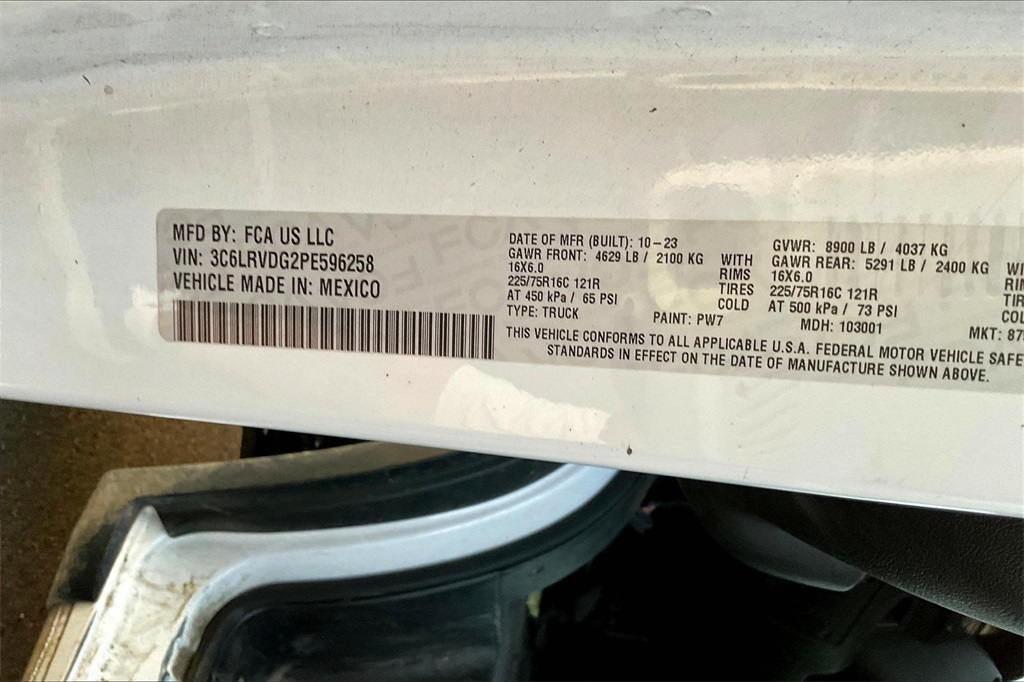 MFD BY: FCA US LLC
VIN: 3C6LRVDG2PE596258
VEHICLE MADE IN: MEXICO
DATE OF MFR (BUILT): 10-23
GAWR FRONT: 4629 LB / 2100 KG WITH
16X6.0 RIMS
225/75R16C 121R TIRES
AT 450 kPa / 65 PSI COLD
TYPE: TRUCK PAINT: PW7
GVWR: 8900 LB / 4037 KG
GAWR REAR: 5291 LB / 2400 KG
16X6.0
225/75R16C 121R
AT 500 kPa / 73 PSI
MDH: 103001 MKT:
THIS VEHICLE CONFORMS TO ALL APPLICABLE U.S.A. FEDERAL MOTOR VEHICLE
STANDARDS IN EFFECT ON THE DATE OF MANUFACTURE SHOWN ABOVE.